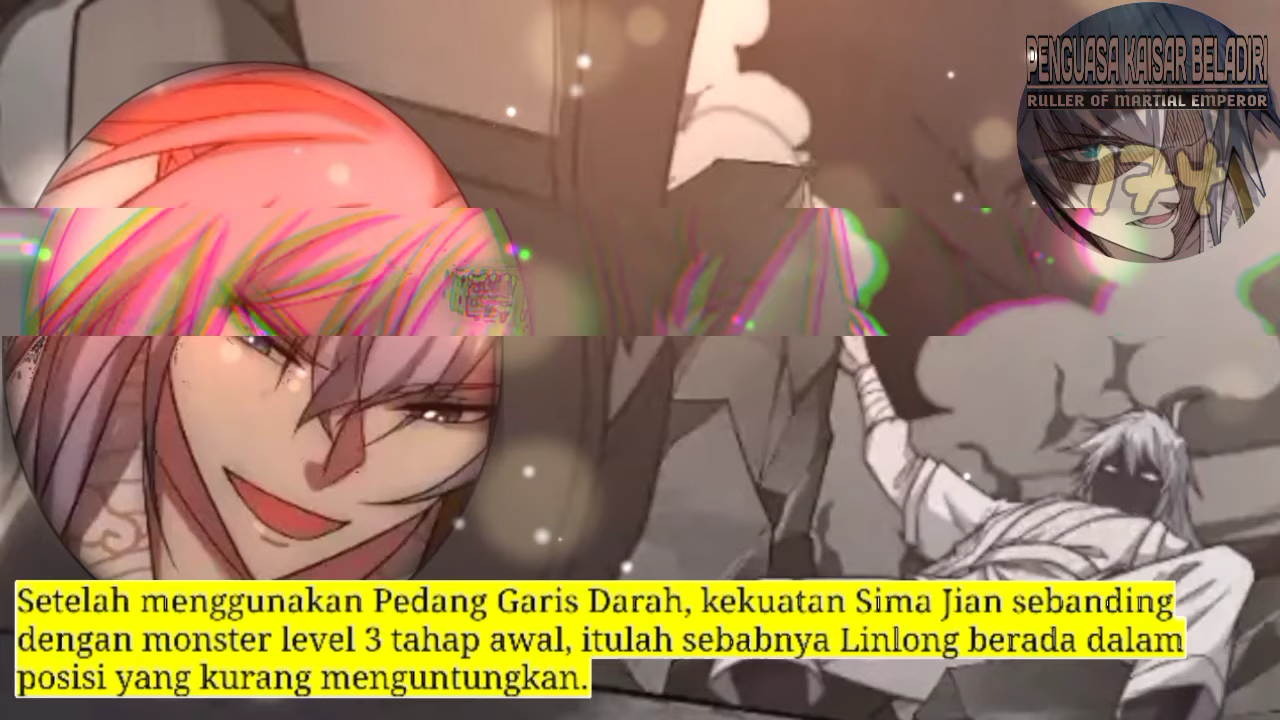 PENGUASA KAISAR BELADIRI
RULLER OF MARTIAL EMPEROR
Setelah menggunakan Pedang Garis Darah, kekuatan Sima Jian sebanding
dengan monster level 3 tahap awal, itulah sebabnya Linlong berada dalam
posisi yang kurang menguntungkan.